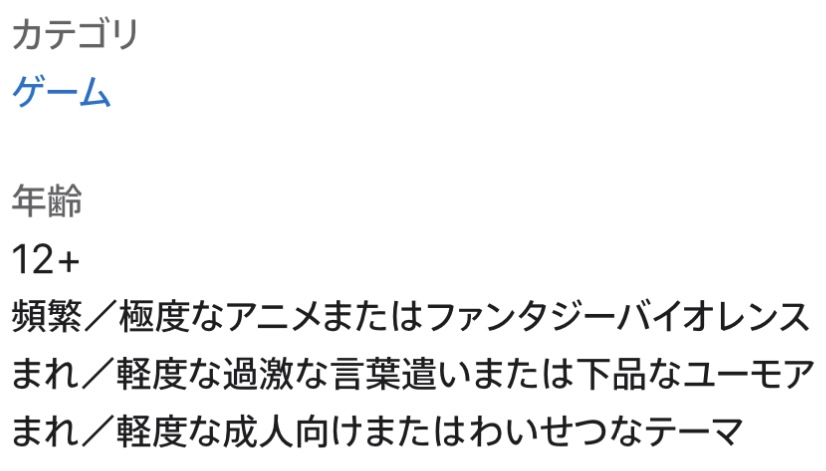 カテゴリ
ゲーム
年齢
12+
頻繁／極度なアニメまたはファンタジーバイオレンス
まれ／軽度な過激な言葉遣いまたは下品なユーモア
まれ／軽度な成人向けまたはわいせつなテーマ